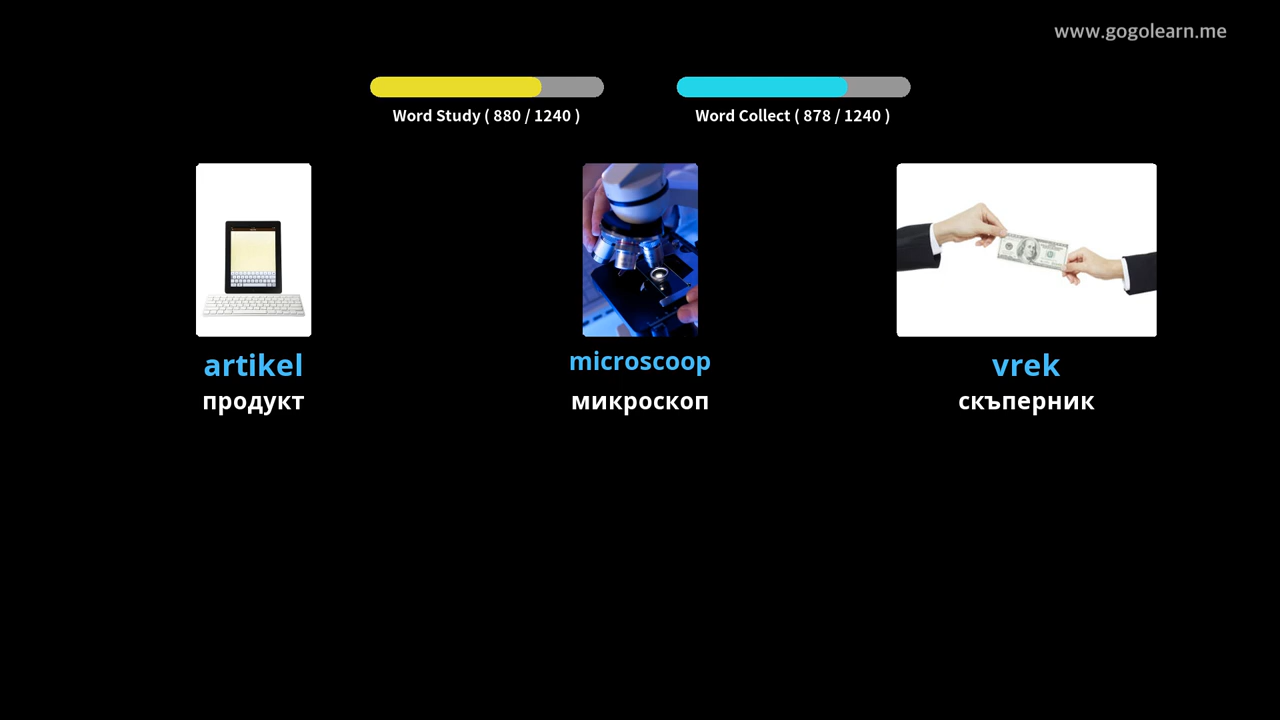 www.gogolearn.me
Word Study ( 880 / 1240 )
Word Collect ( 878 / 1240 )
artikel
microscoop
vrek
продукт
микроскоп
скъперник